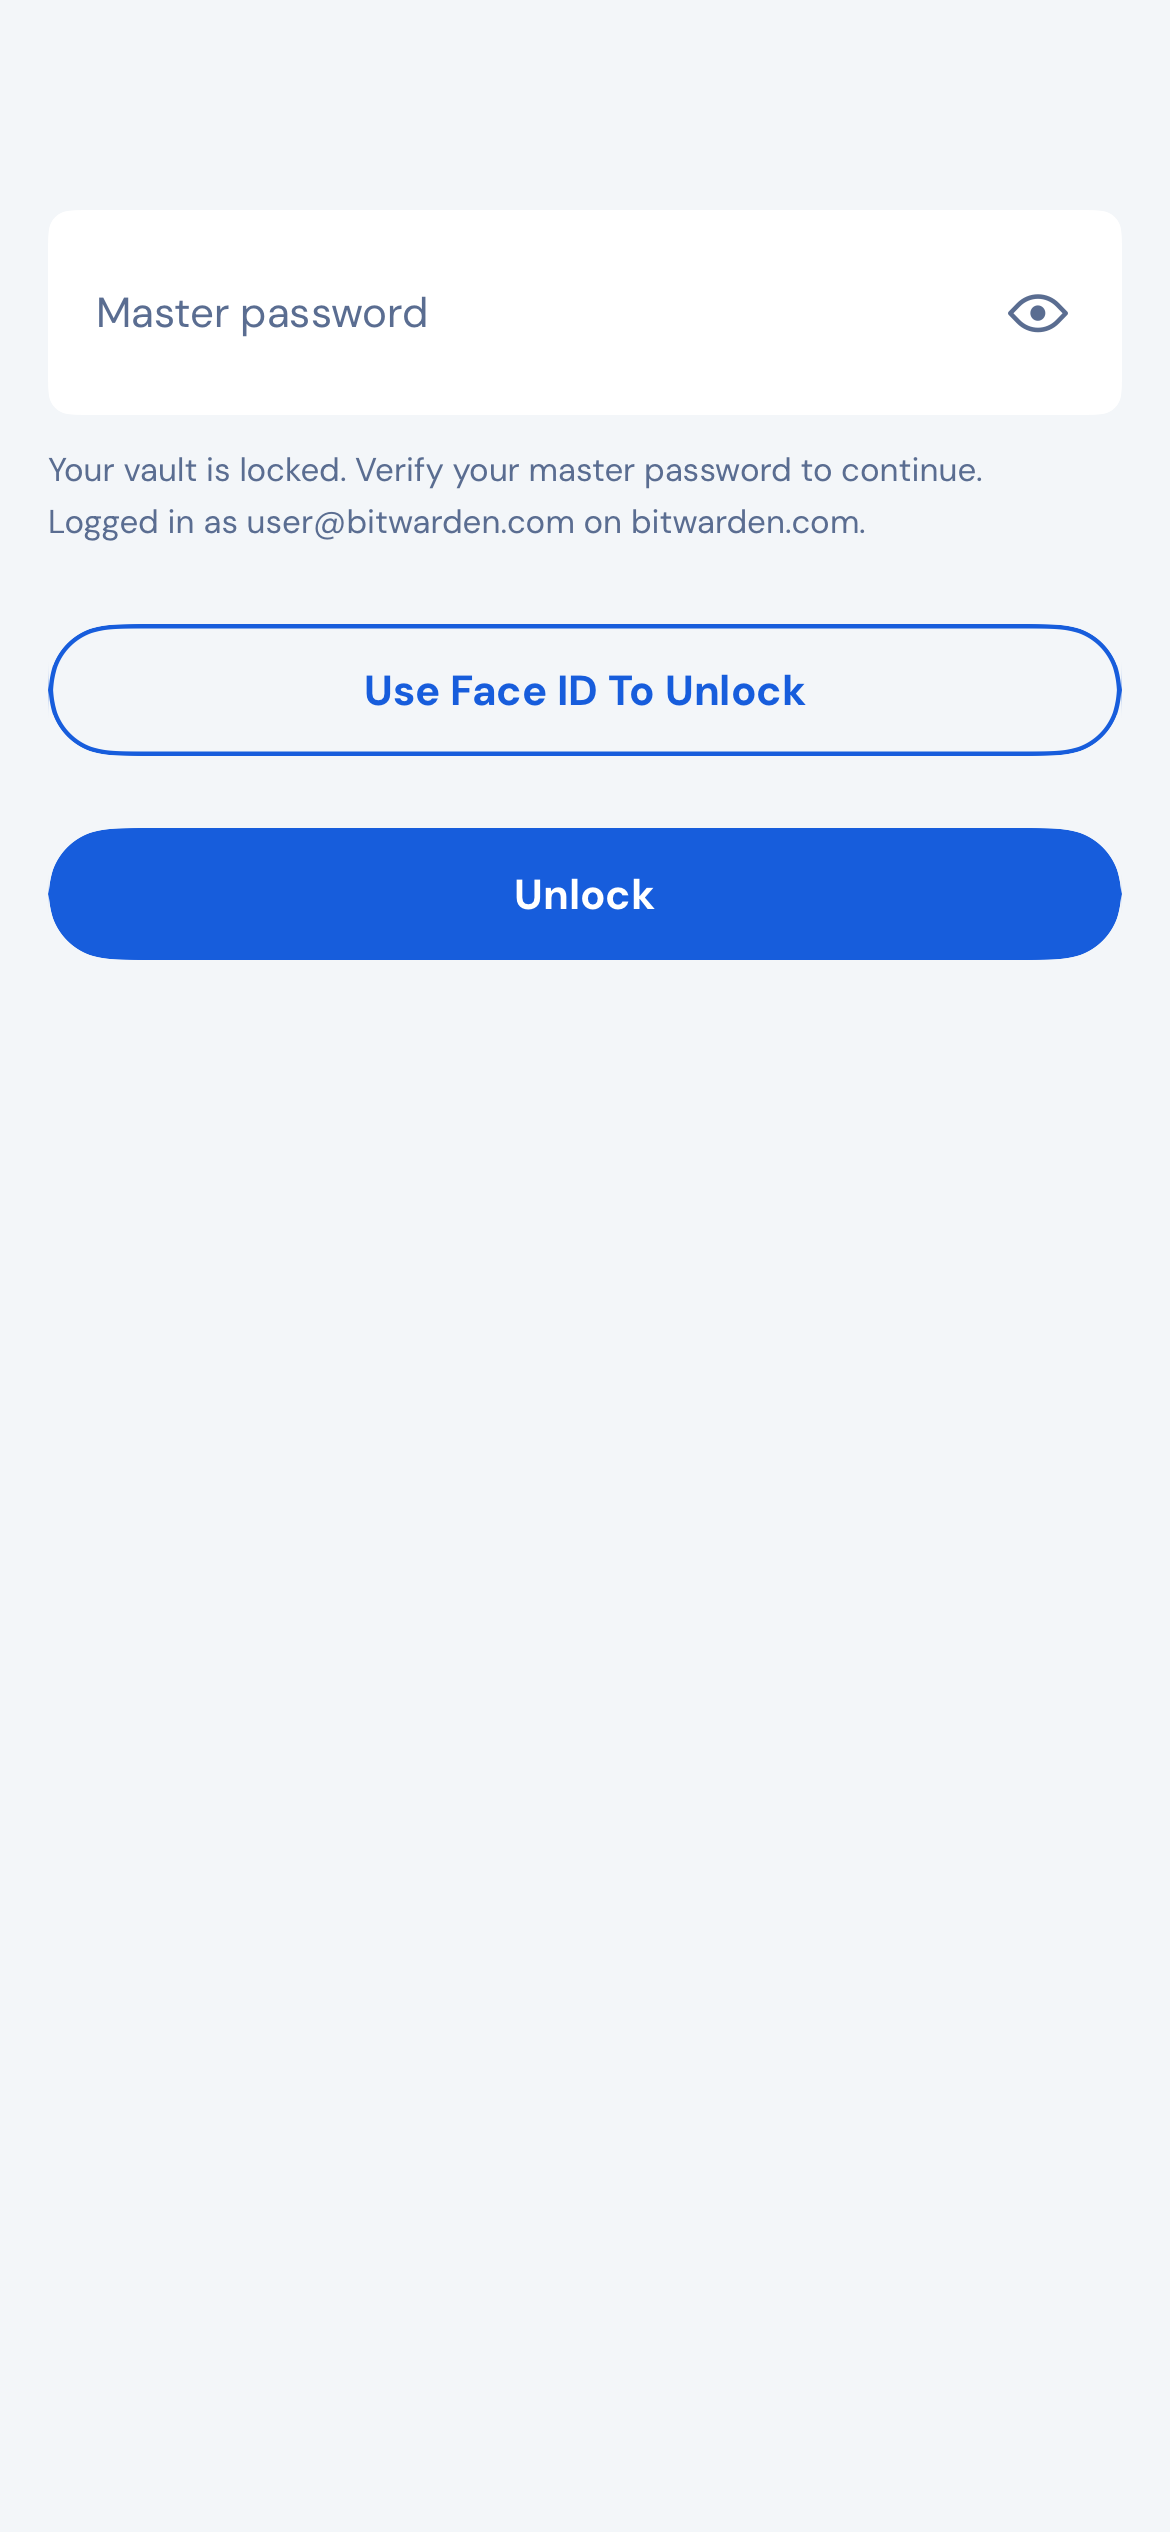 Master password
Your vault is locked. Verify your master password to continue.
Logged in as user@bitwarden.com on bitwarden.com.
Use Face ID To Unlock
Unlock